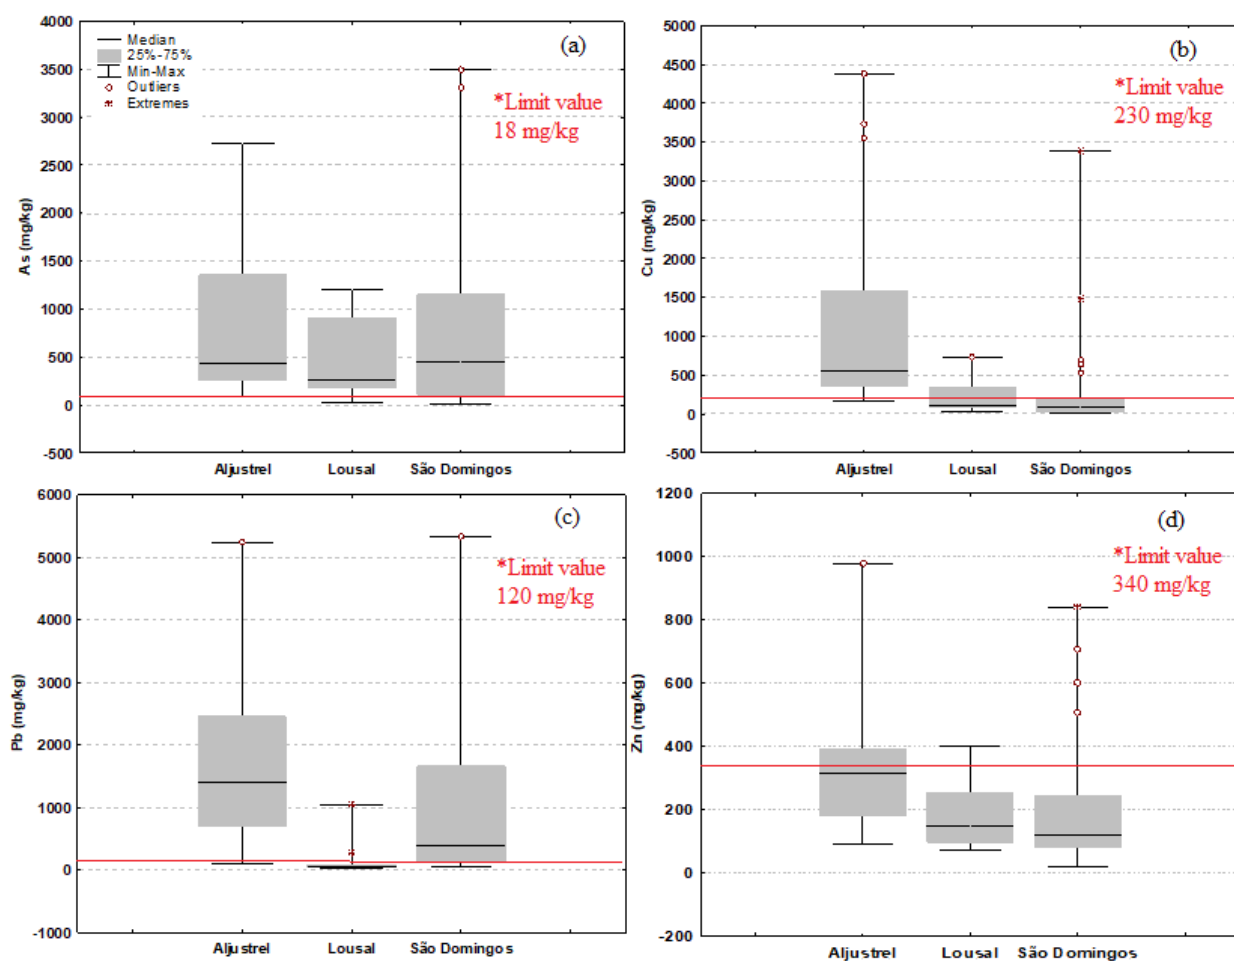 4000
3500
3000
2500
2000
1500
1000
500
0
-500
As (mg/kg)
Median
25%-75%
Min-Max
Outliers
Extremes
(a)
*Limit value
18 mg/kg
Aljustrel Lousal São Domingos
5000
4500
4000
3500
3000
2500
2000
1500
1000
500
0
-500
Cu (mg/kg)
(b)
*Limit value
230 mg/kg
Aljustrel Lousal São Domingos
6000
5000
4000
3000
2000
1000
0
-1000
Pb (mg/kg)
(c)
*Limit value
120 mg/kg
Aljustrel Lousal São Domingos
1200
1000
800
600
400
200
0
-200
Zn (mg/kg)
(d)
*Limit value
340 mg/kg
Aljustrel Lousal São Domingos